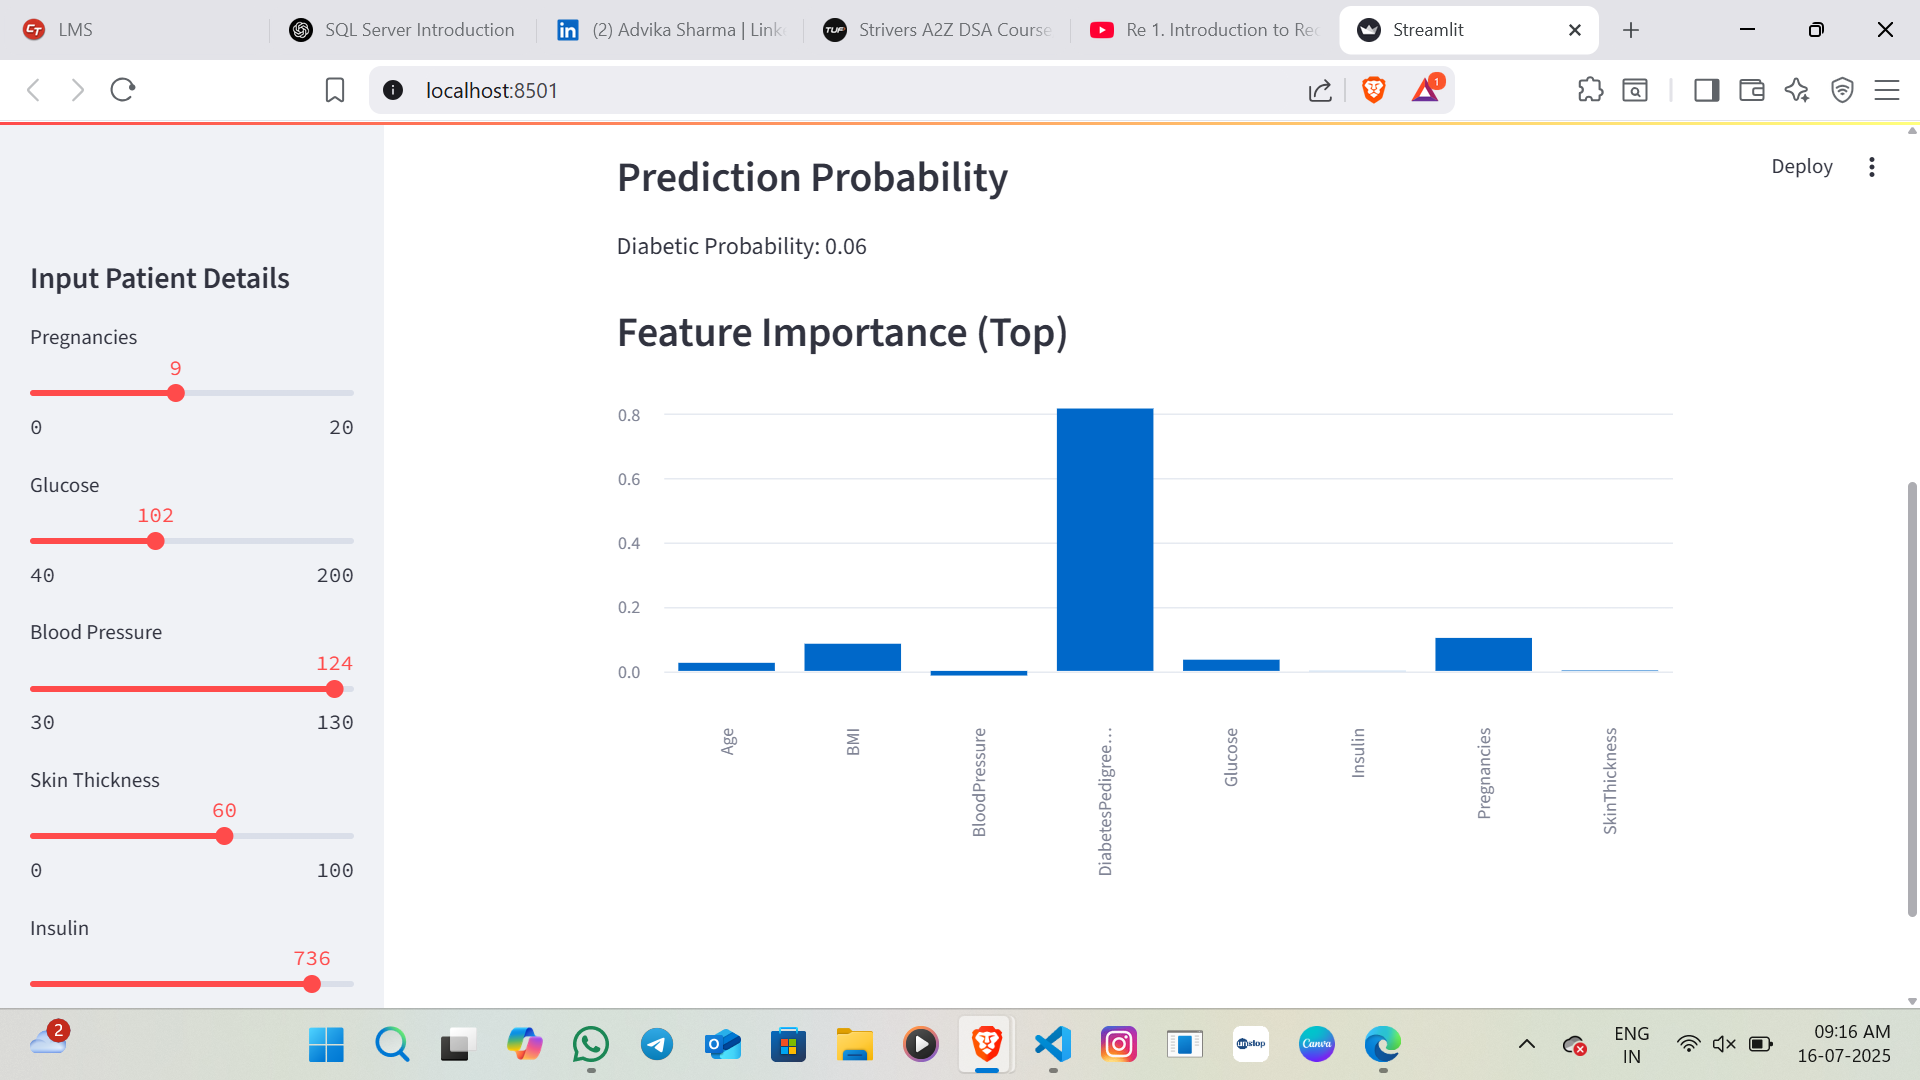 LMS
SQL Server Introduction
(2) Advika Sharma | Link
Strivers A2Z DSA Course
Re 1. Introduction to Rec
Streamlit
localhost:8501
1
Deploy
Input Patient Details
Pregnancies
9
0 20
Glucose
102
40 200
Blood Pressure
124
30 130
Skin Thickness
60
0 100
Insulin
736
Prediction Probability
Diabetic Probability: 0.06
Feature Importance (Top)
0.8
0.6
0.4
0.2
0.0
Age
BMI
BloodPressure
DiabetesPedigree…
Glucose
Insulin
Pregnancies
SkinThickness
2
unstop
Canva
ENG
IN
09:16 AM
16-07-2025